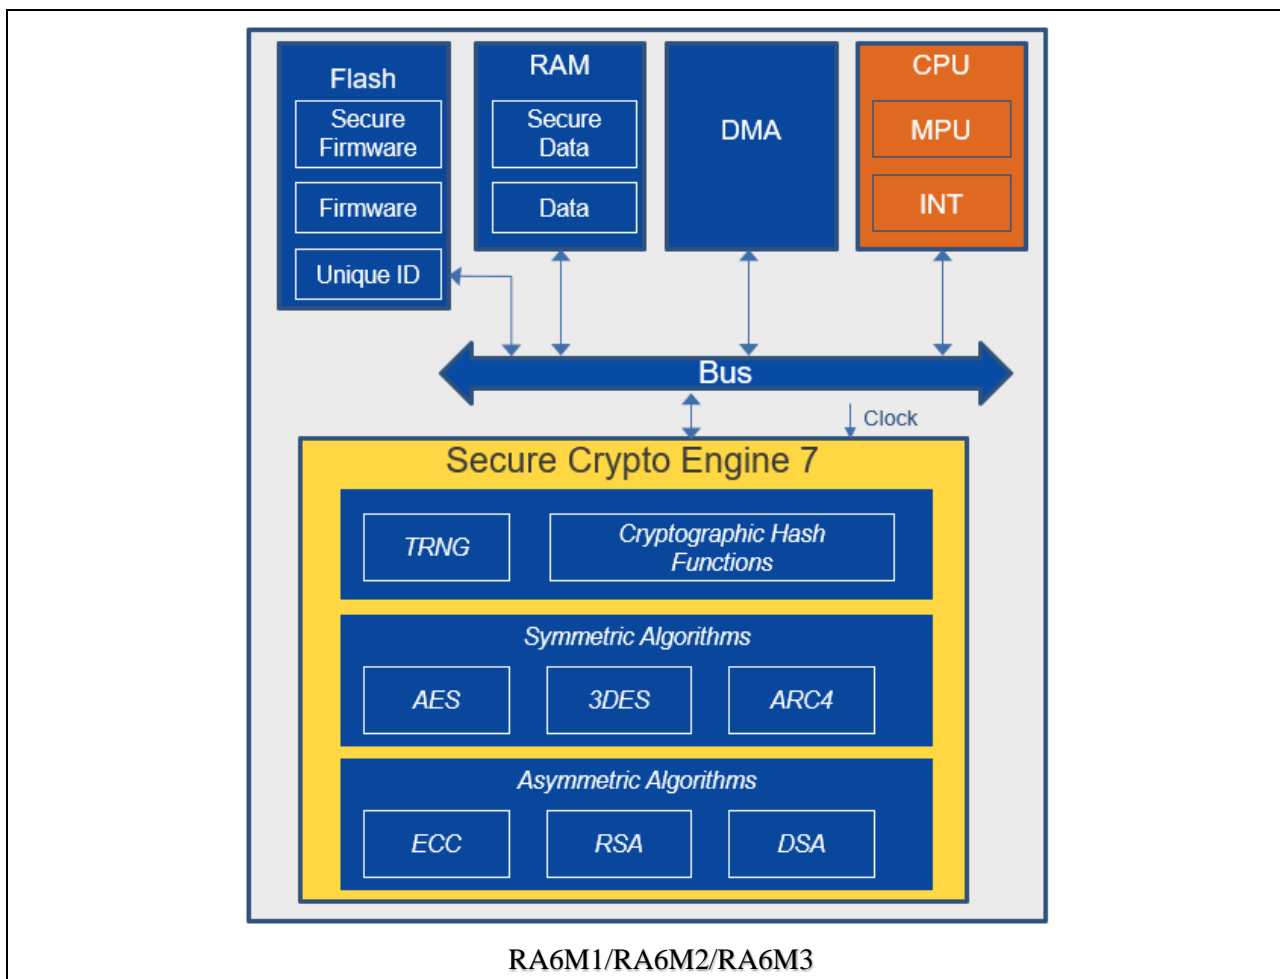 Flash
Secure
Firmware
Firmware
Unique ID
RAM
Secure
Data
Data
DMA
CPU
MPU
INT
Bus
Clock
Secure Crypto Engine 7
TRNG
Cryptographic Hash
Functions
Symmetric Algorithms
AES
3DES
ARC4
Asymmetric Algorithms
ECC
RSA
DSA
RA6M1/RA6M2/RA6M3